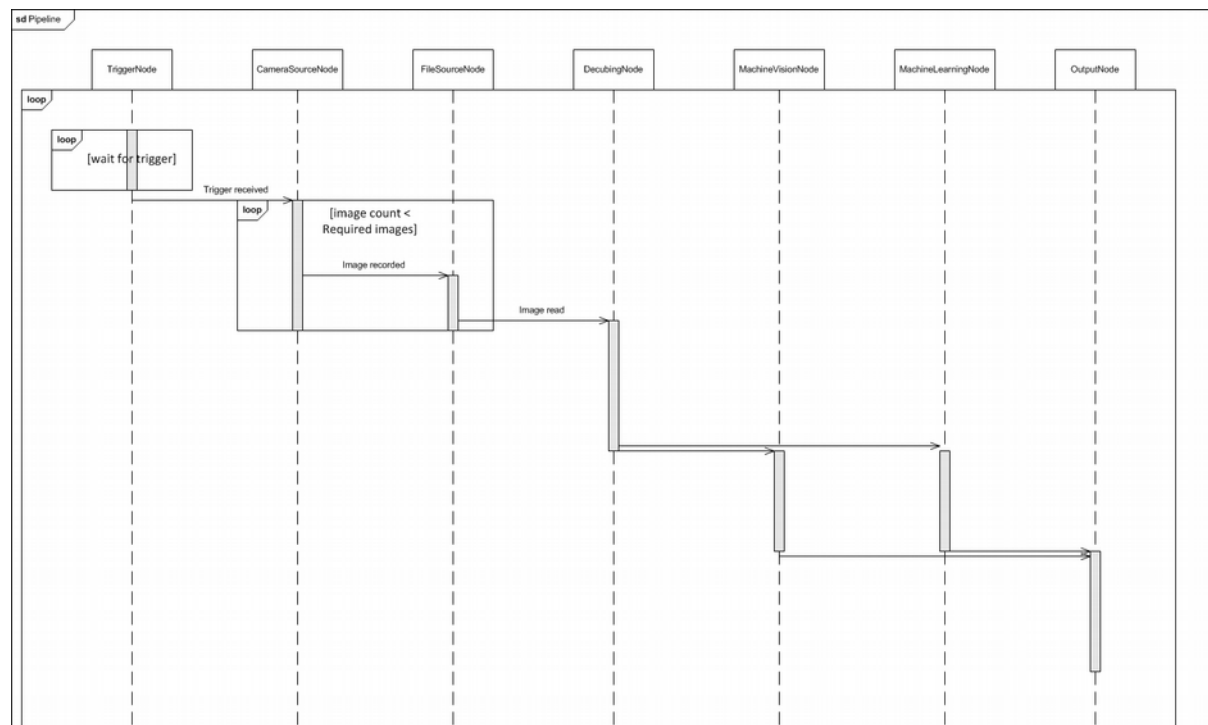 sd Pipeline
TriggerNode
CameraSourceNode
FileSourceNode
DecubingNode
MachineVisionNode
MachineLearningNode
OutputNode
loop
loop
[wait for trigger]
Trigger received
loop
[image count <
Required images]
Image recorded
Image read